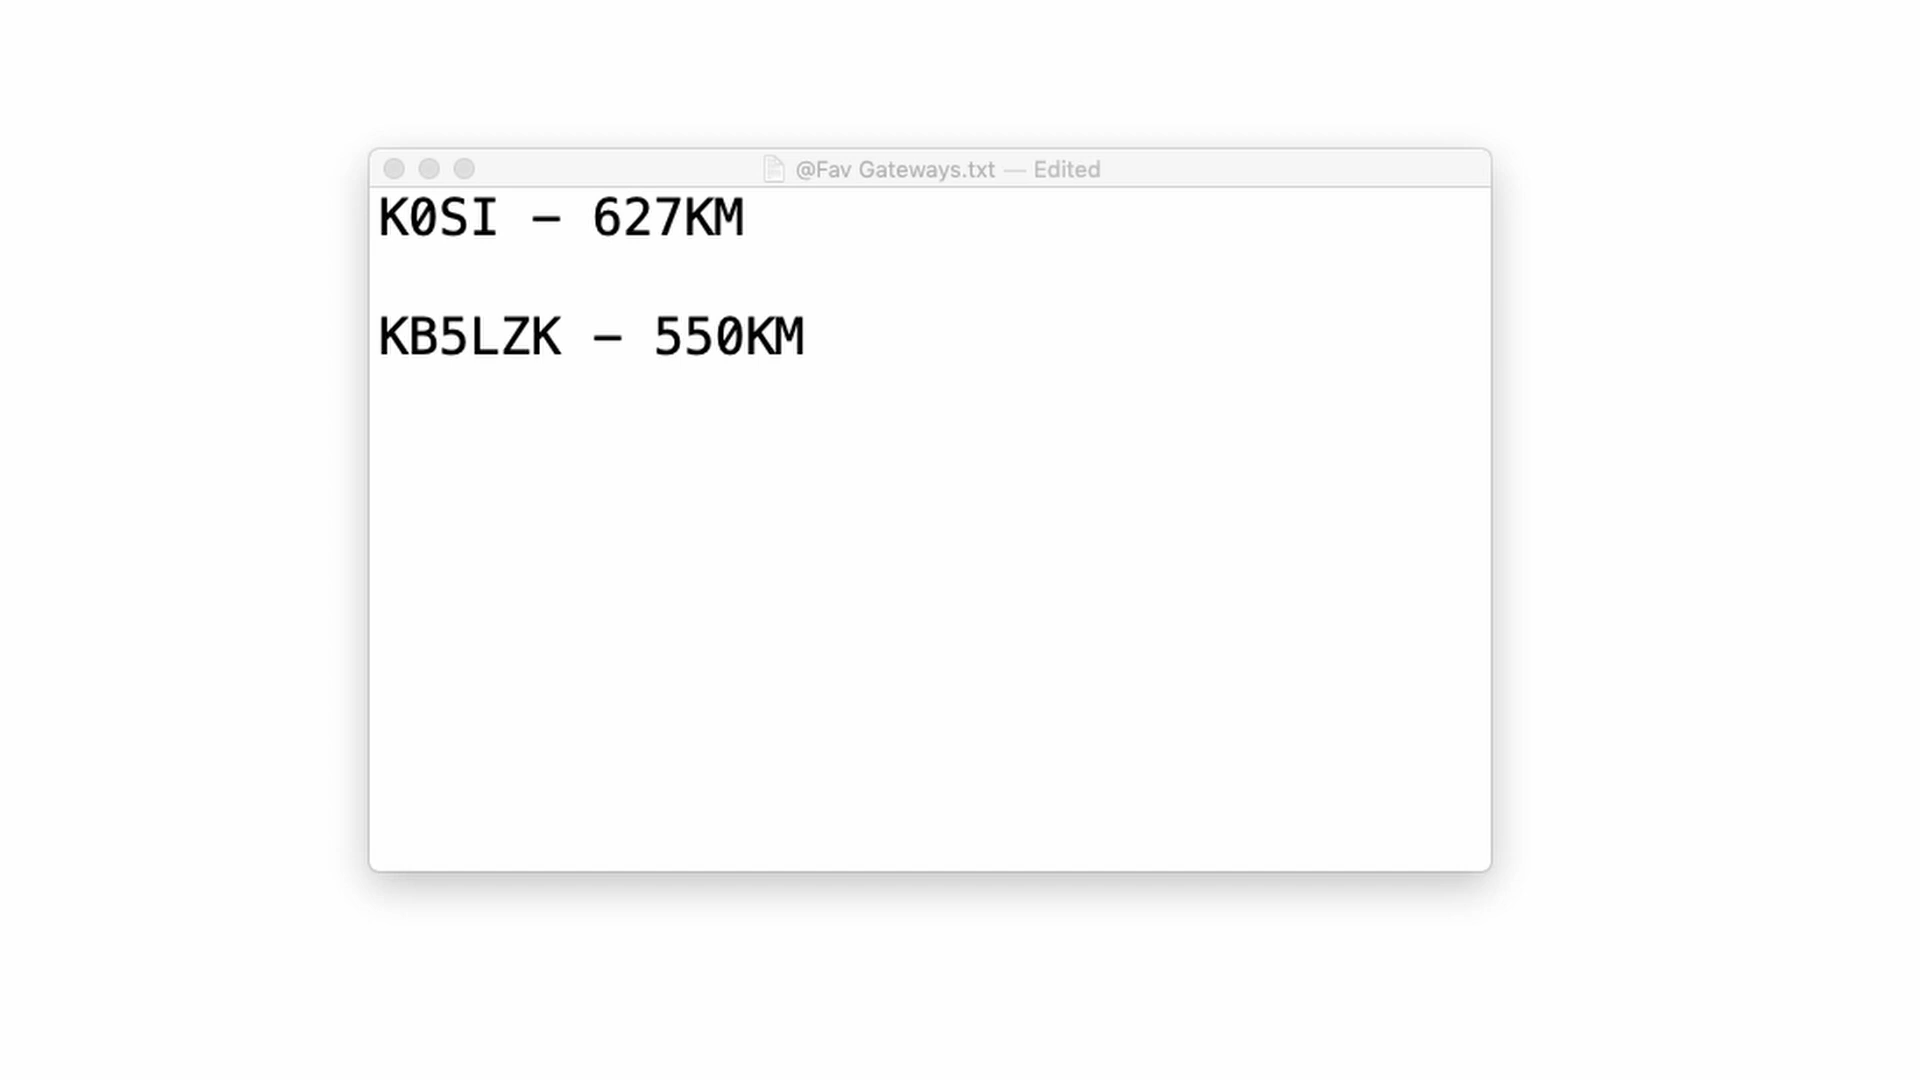 @Fav Gateways.txt — Edited
K0SI – 627KM
KB5LZK – 550KM